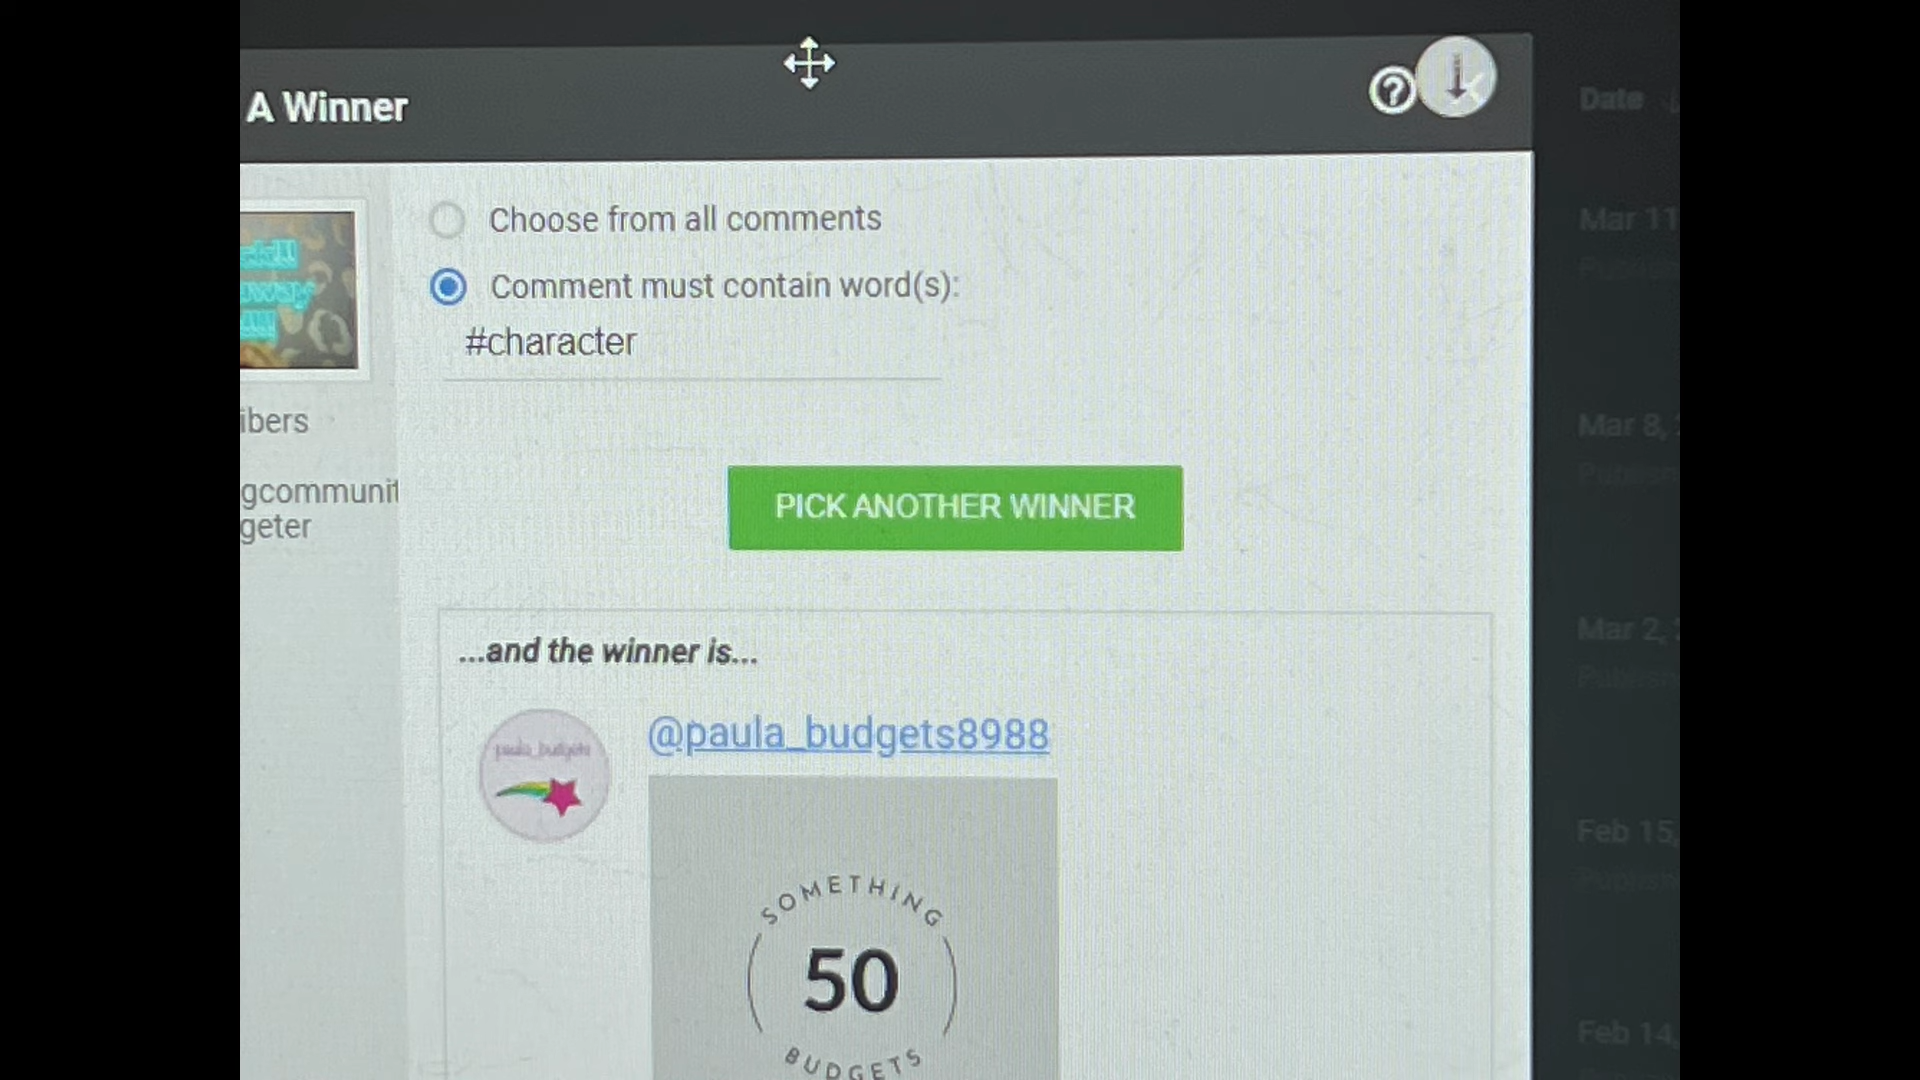 A Winner
Date
Choose from all comments
Mar 11
Comment must contain word(s):
#character
ibers
Mar 8,
gcommunit
geter
PICK ANOTHER WINNER
...and the winner is...
Mar 2,
@paula_budgets8988
paula_budgets
Feb 15,
SOMETHING
50
BUDGETS
Feb 14,